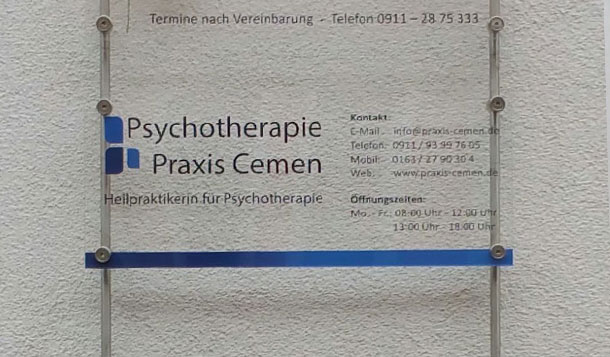 Termine nach Vereinbarung - Telefon 0911 – 28 75 333
Psychotherapie
Praxis Cemen
Heilpraktikerin für Psychotherapie
Kontakt:
E-Mail: info@praxis-cemen.de
Telefon: 0911 / 93 99 76 05
Mobil: 0163 / 27 90 30 4
Web: www.praxis-cemen.de
Öffnungszeiten:
Mo. - Fr. 08:00 Uhr - 12:00 Uhr
13:00 Uhr - 18:00 Uhr